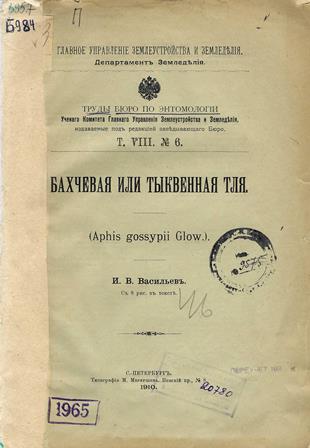 5957
Б984
П
ГЛАВНОЕ УПРАВЛЕНІЕ ЗЕМЛЕУСТРОЙСТВА И ЗЕМЛЕДѢЛІЯ.
Департаментъ Земледѣлія.
ТРУДЫ БЮРО ПО ЭНТОМОЛОГІИ
Ученаго Комитета Главнаго Управленія Землеустройства и Земледѣлія,
издаваемые подъ редакціей завѣдывающаго Бюро.
Т. VIII. № 6.
БАХЧЕВАЯ ИЛИ ТЫКВЕННАЯ ТЛЯ.
(Aphis gossypii Glow.).
И. В. Васильевъ.
Съ 8 рис. въ текстѣ.
С.-ПЕТЕРБУРГЪ.
Типографія М. Меркушева. Невскій пр., №
1910.
20780
1965